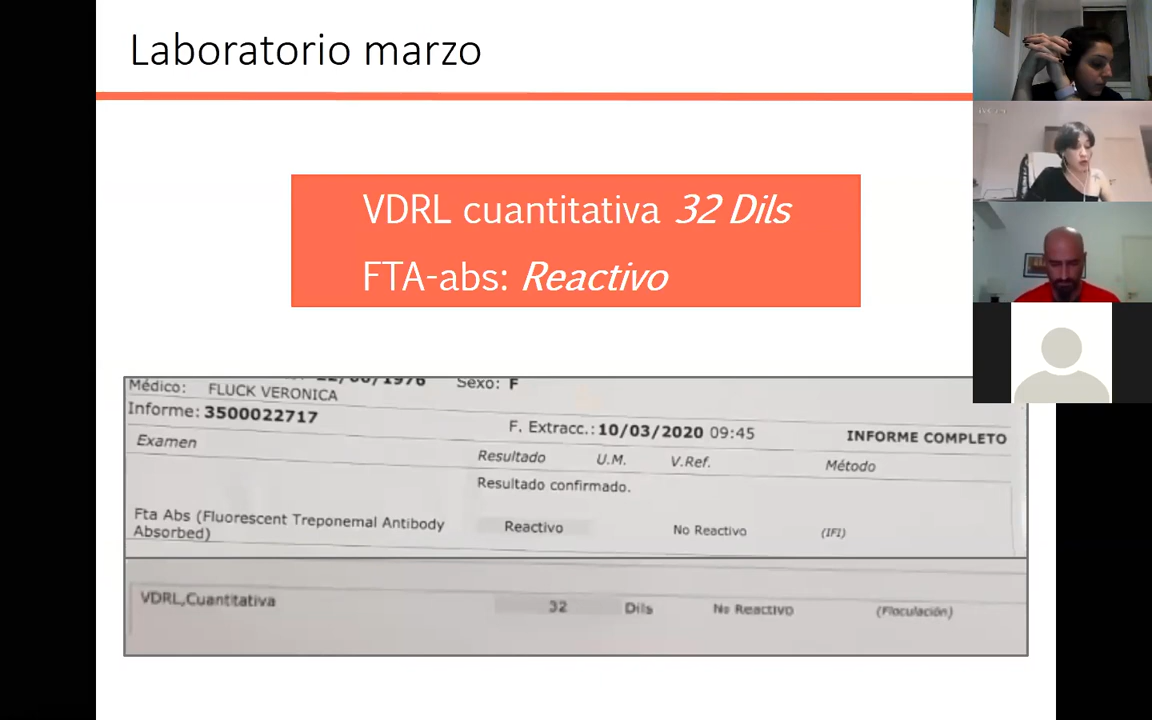 Laboratorio marzo
VDRL cuantitativa 32 Dils
FTA-abs: Reactivo
Sexo: F
Médico: FLUCK VERONICA
Informe: 3500022717
F. Extracc.: 10/03/2020 09:45
INFORME COMPLETO
Examen
Resultado U.M. V.Ref. Método
Resultado confirmado.
Fta Abs (Fluorescent Treponemal Antibody
Absorbed)
Reactivo No Reactivo (IFI)
VDRL,Cuantitativa 32 Dils No Reactivo (Floculación)